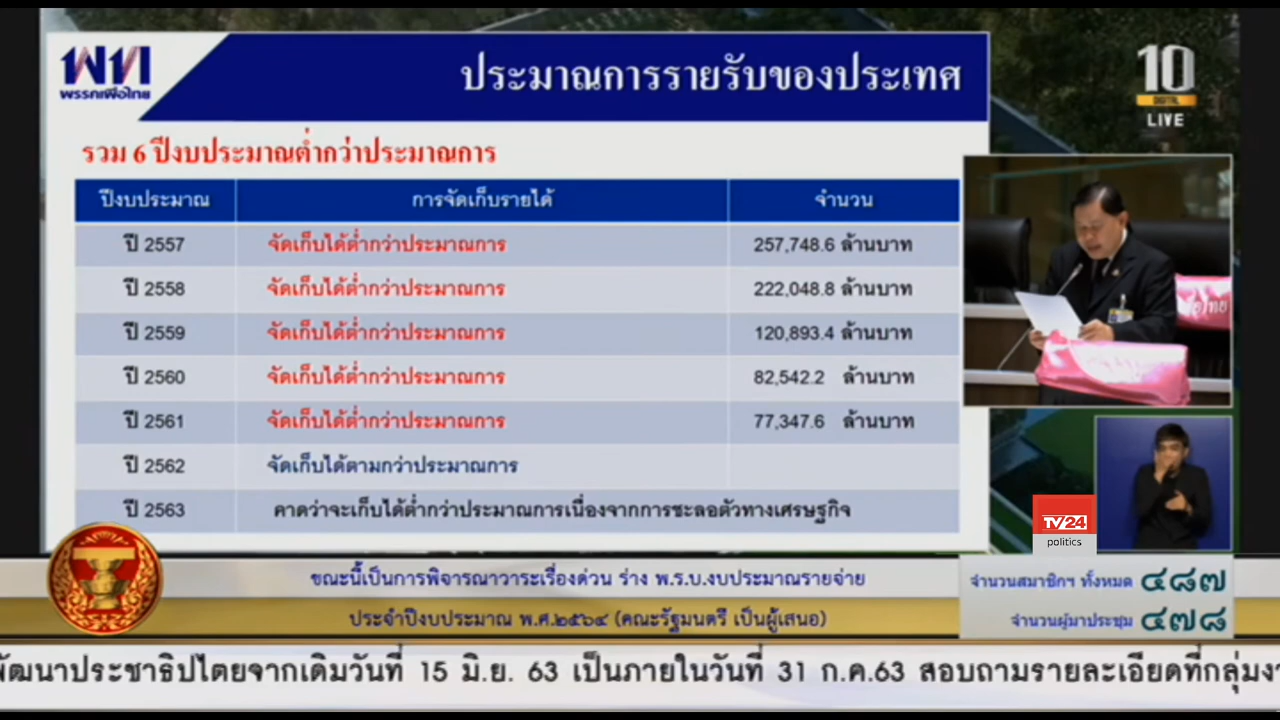 พท
พรรคเพื่อไทย
ประมาณการรายรับของประเทศ
10
DIGITAL
LIVE
รวม 6 ปีงบประมาณต่ำกว่าประมาณการ
ปีงบประมาณ การจัดเก็บรายได้ จำนวน
ปี 2557 จัดเก็บได้ต่ำกว่าประมาณการ 257,748.6 ล้านบาท
ปี 2558 จัดเก็บได้ต่ำกว่าประมาณการ 222,048.8 ล้านบาท
ปี 2559 จัดเก็บได้ต่ำกว่าประมาณการ 120,893.4 ล้านบาท
ปี 2560 จัดเก็บได้ต่ำกว่าประมาณการ 82,542.2 ล้านบาท
ปี 2561 จัดเก็บได้ต่ำกว่าประมาณการ 77,347.6 ล้านบาท
ปี 2562 จัดเก็บได้ตามกว่าประมาณการ
ปี 2563 คาดว่าจะเก็บได้ต่ำกว่าประมาณการเนื่องจากการชะลอตัวทางเศรษฐกิจ
TV24
politics
ขณะนี้เป็นการพิจารณาวาระเรื่องด่วน ร่าง พ.ร.บ.งบประมาณรายจ่าย
ประจำปีงบประมาณ พ.ศ.๒๕๖๔ (คณะรัฐมนตรี เป็นผู้เสนอ)
จำนวนสมาชิกฯ ทั้งหมด ๔๘๗
จำนวนผู้มาประชุม ๔๗๘
พัฒนาประชาธิปไตยจากเดิมวันที่ 15 มิ.ย. 63 เป็นภายในวันที่ 31 ก.ค.63 สอบถามรายละเอียดที่กลุ่มงา